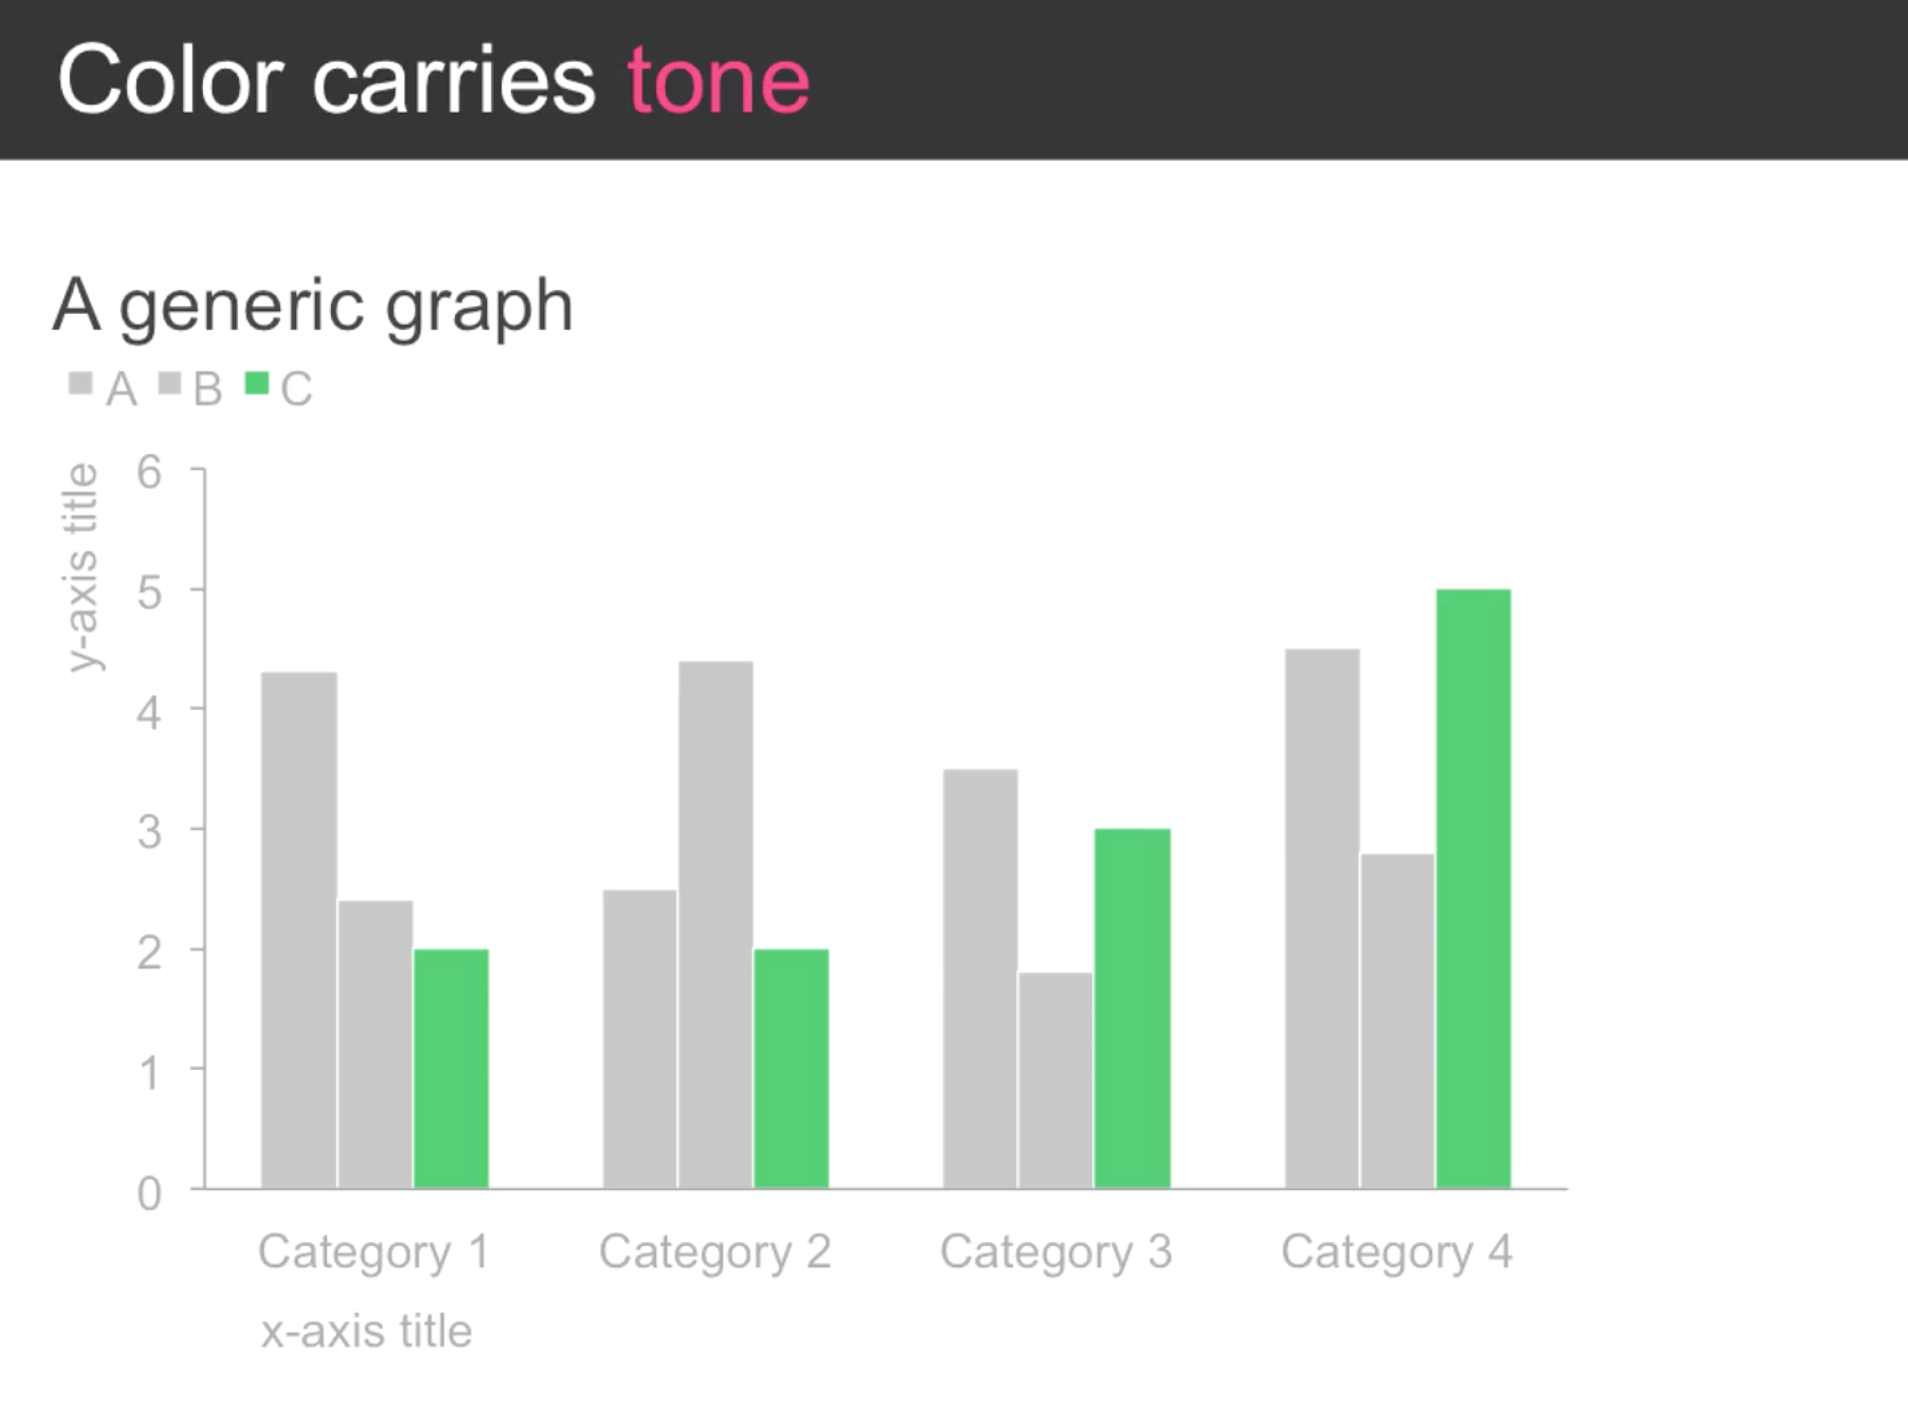 Color carries tone
A generic graph
A B C
y-axis title
6
5
4
3
2
1
0
Category 1 Category 2 Category 3 Category 4
x-axis title